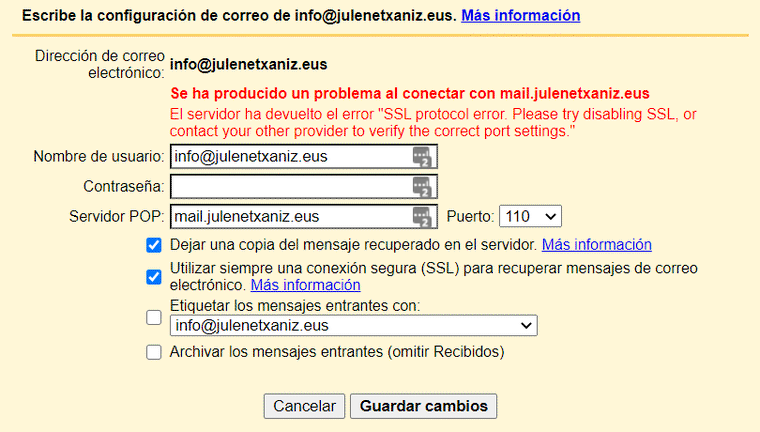 Escribe la configuración de correo de info@julenetxaniz.eus. Más información
Dirección de correo
electrónico: info@julenetxaniz.eus
Se ha producido un problema al conectar con mail.julenetxaniz.eus
El servidor ha devuelto el error "SSL protocol error. Please try disabling SSL, or
contact your other provider to verify the correct port settings."
Nombre de usuario: info@julenetxaniz.eus 2
Contraseña: 2
Servidor POP: mail.julenetxaniz.eus 2 Puerto: 110
Dejar una copia del mensaje recuperado en el servidor. Más información
Utilizar siempre una conexión segura (SSL) para recuperar mensajes de correo
electrónico. Más información
Etiquetar los mensajes entrantes con:
info@julenetxaniz.eus
Archivar los mensajes entrantes (omitir Recibidos)
Cancelar Guardar cambios